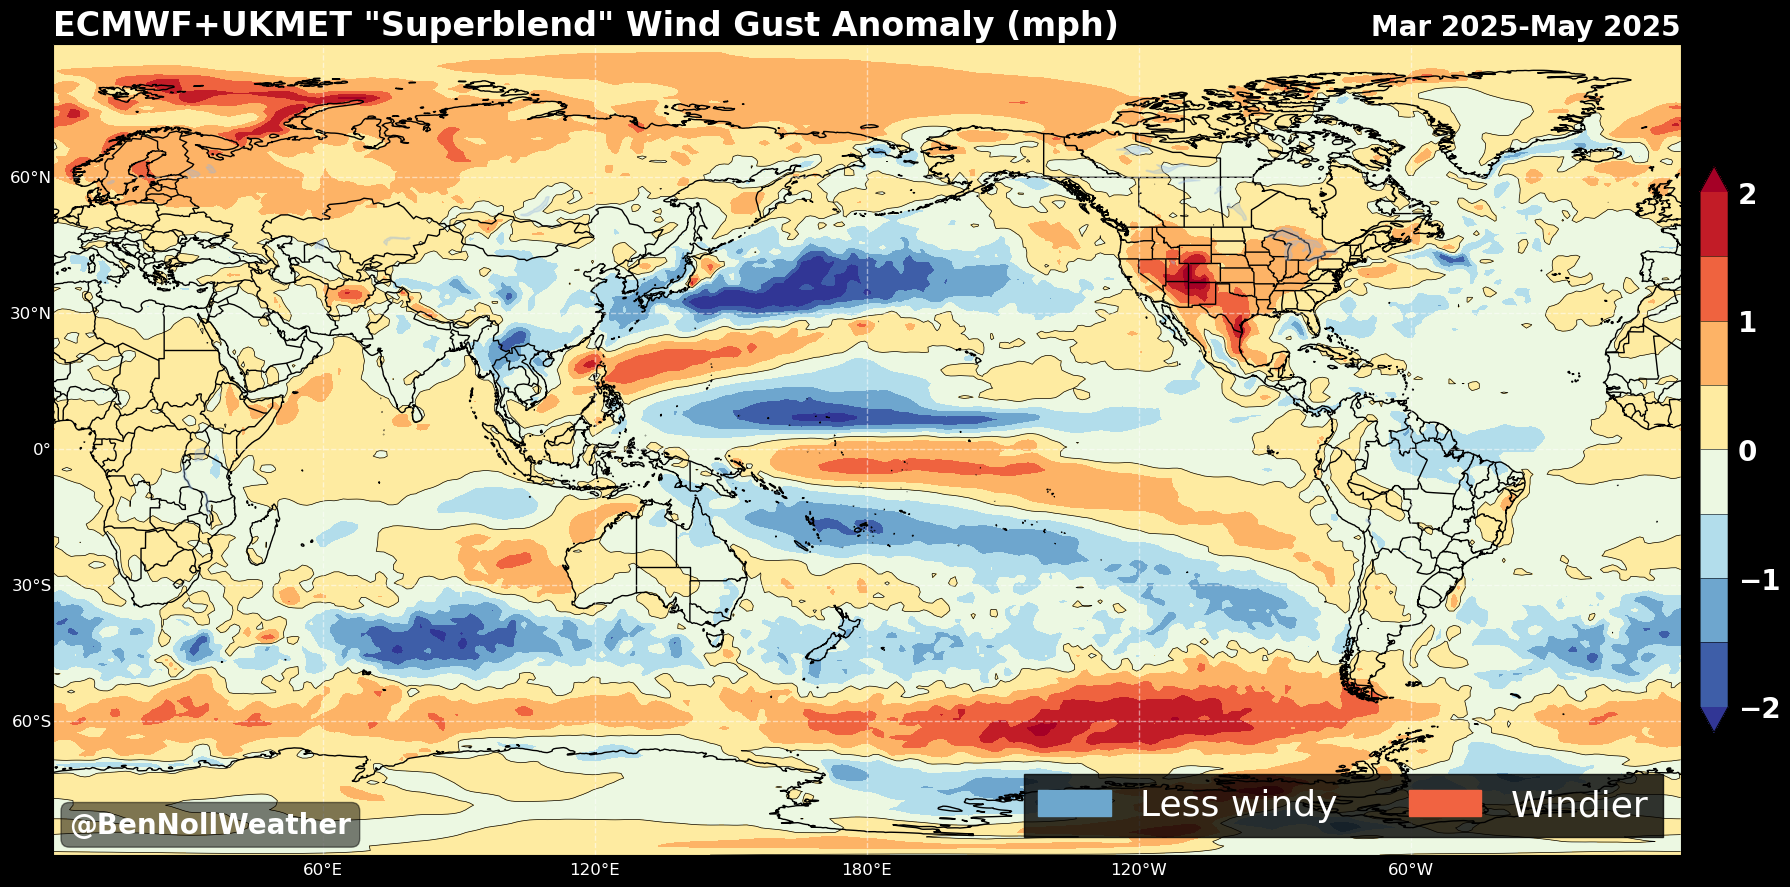 ECMWF+UKMET "Superblend" Wind Gust Anomaly (mph)
Mar 2025-May 2025
60°N
30°N
0°
30°S
60°S
60°E
120°E
180°E
120°W
60°W
2
1
0
−1
−2
Less windy
Windier
@BenNollWeather